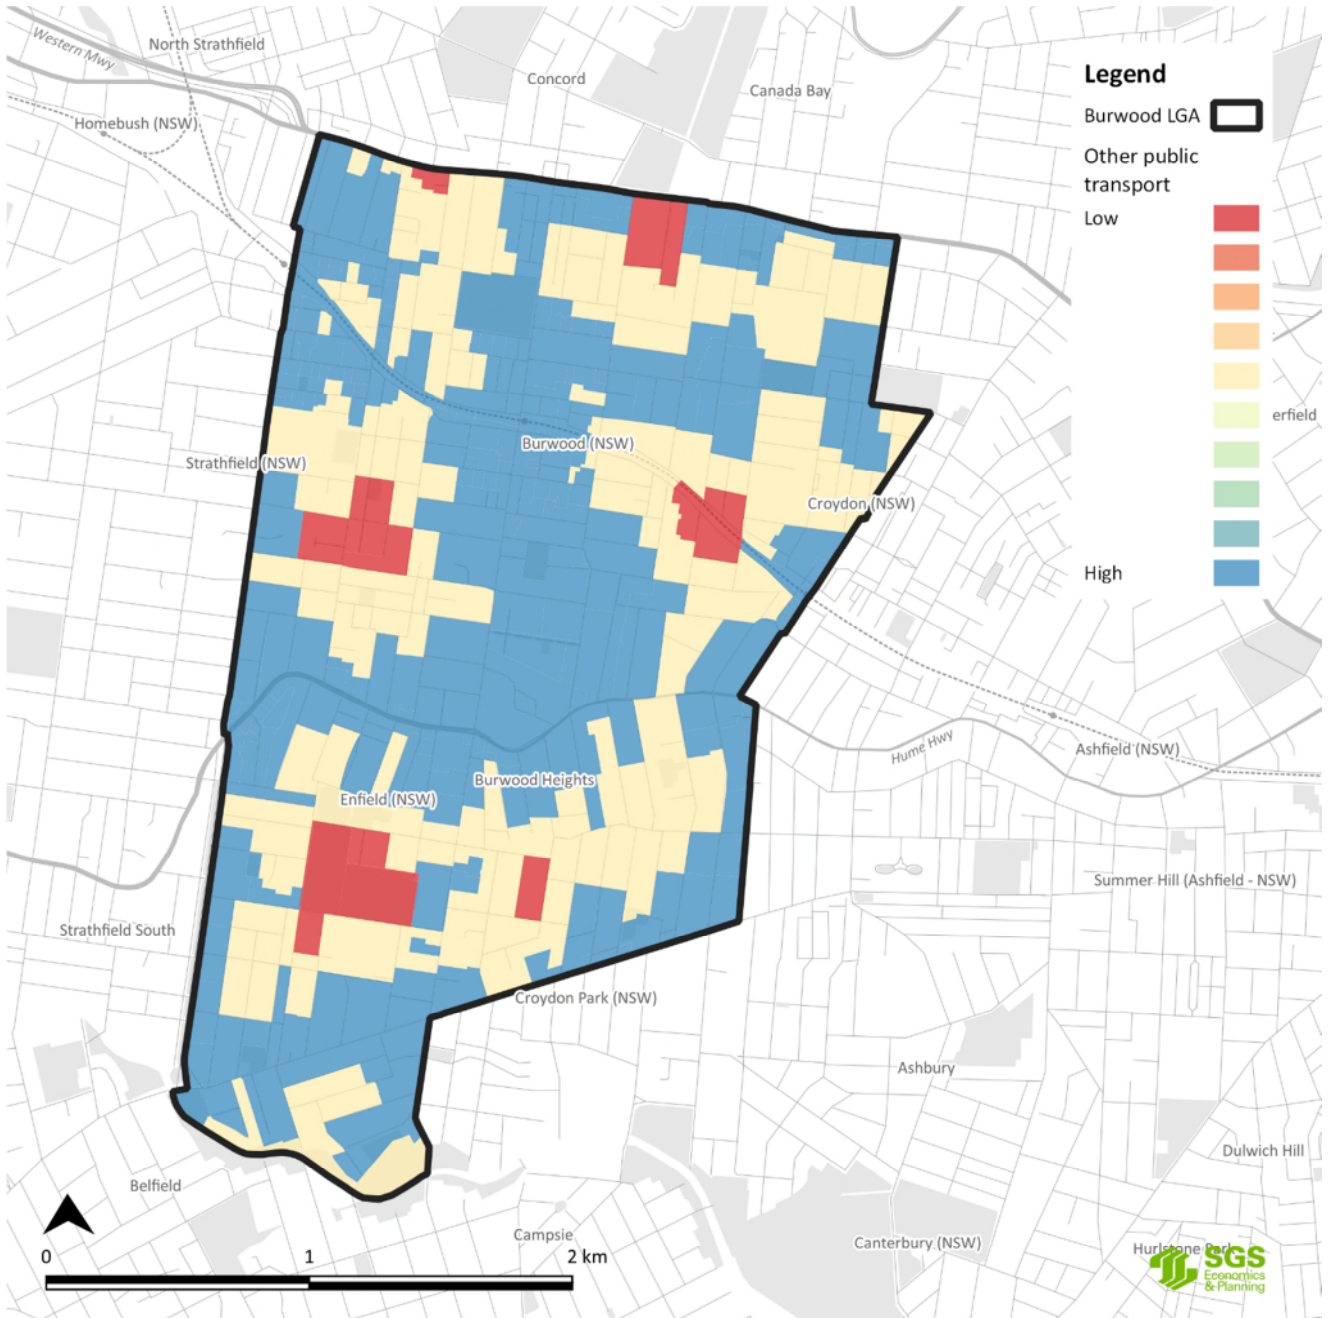 Western Mwy
North Strathfield
Concord
Canada Bay
Homebush (NSW)
Legend
Burwood LGA
Other public
transport
Low
High
erfield
Burwood (NSW)
Strathfield (NSW)
Croydon (NSW)
Hume Hwy
Ashfield (NSW)
Burwood Heights
Enfield (NSW)
Summer Hill (Ashfield - NSW)
Strathfield South
Croydon Park (NSW)
Ashbury
Dulwich Hill
Belfield
Campsie
Canterbury (NSW)
Hurlstone Park
0 1 2 km
SGS
Economics
& Planning